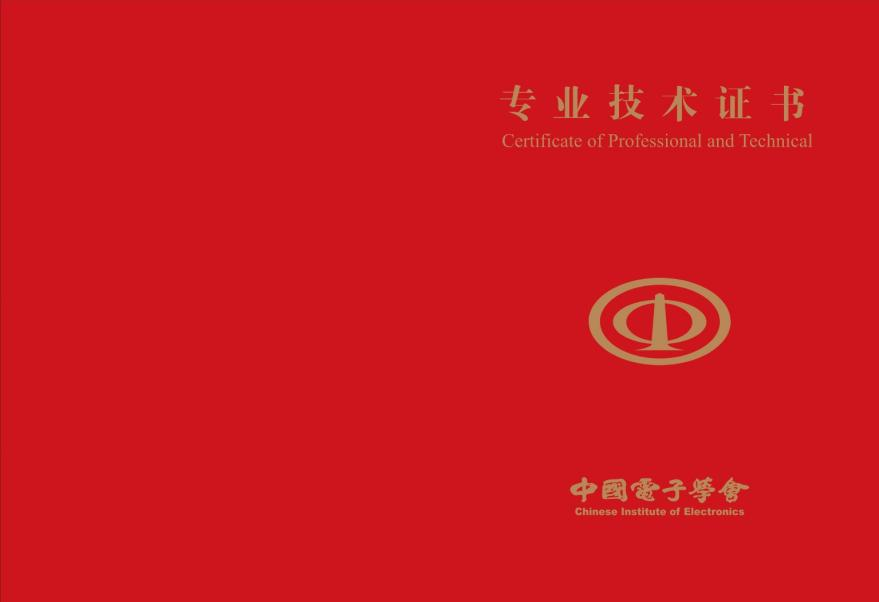 专业技术证书
Certificate of Professional and Technical
中國電子學會
Chinese Institute of Electronics